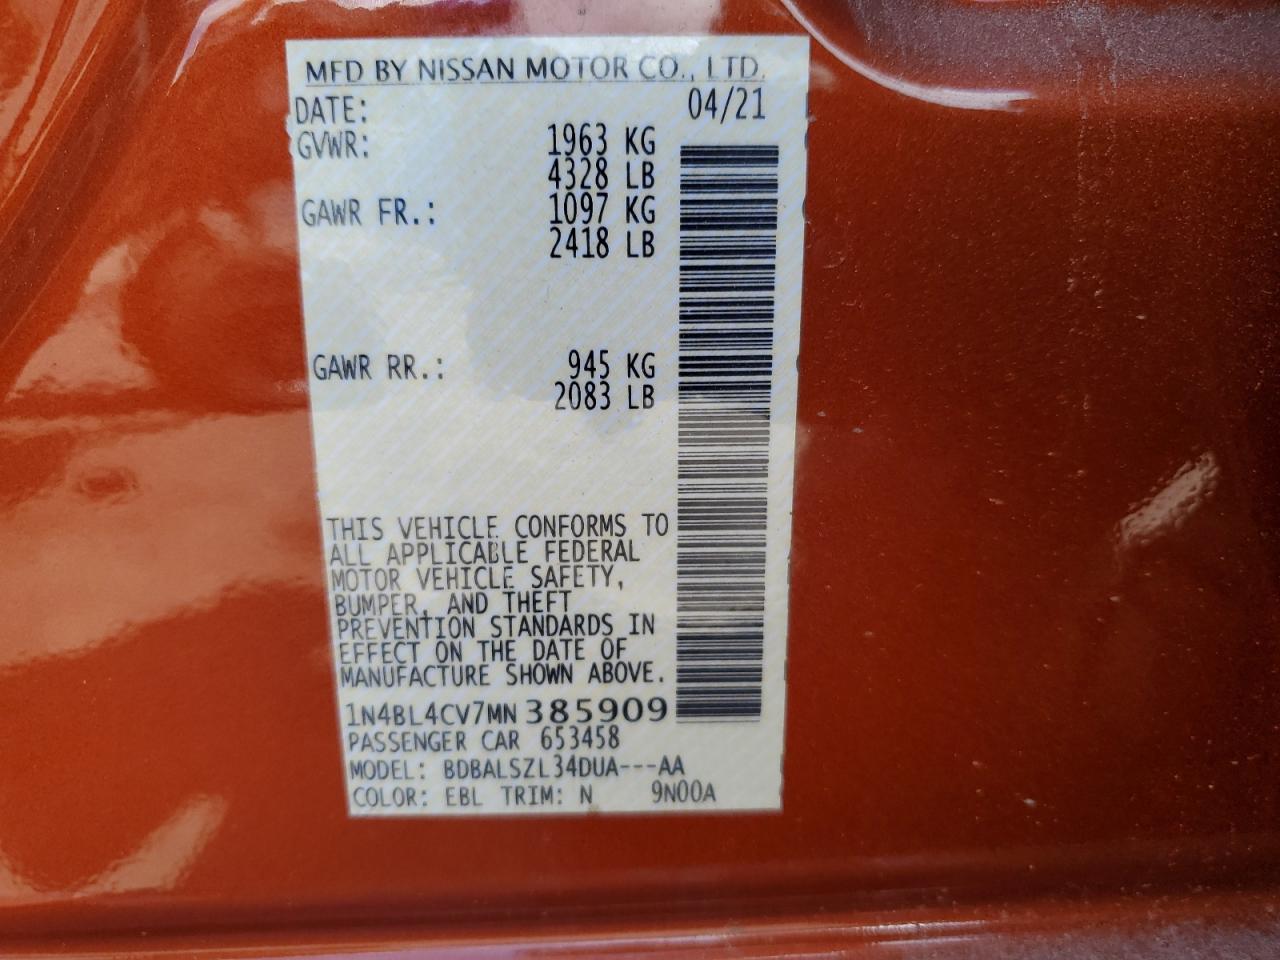 MFD BY NISSAN MOTOR CO., LTD.
DATE: 04/21
GVWR: 1963 KG
4328 LB
GAWR FR.: 1097 KG
2418 LB
GAWR RR.: 945 KG
2083 LB
THIS VEHICLE CONFORMS TO
ALL APPLICABLE FEDERAL
MOTOR VEHICLE SAFETY,
BUMPER, AND THEFT
PREVENTION STANDARDS IN
EFFECT ON THE DATE OF
MANUFACTURE SHOWN ABOVE.
1N4BL4CV7MN385909
PASSENGER CAR 653458
MODEL: BDBALSZL34DUA---AA
COLOR: EBL TRIM: N 9N00A